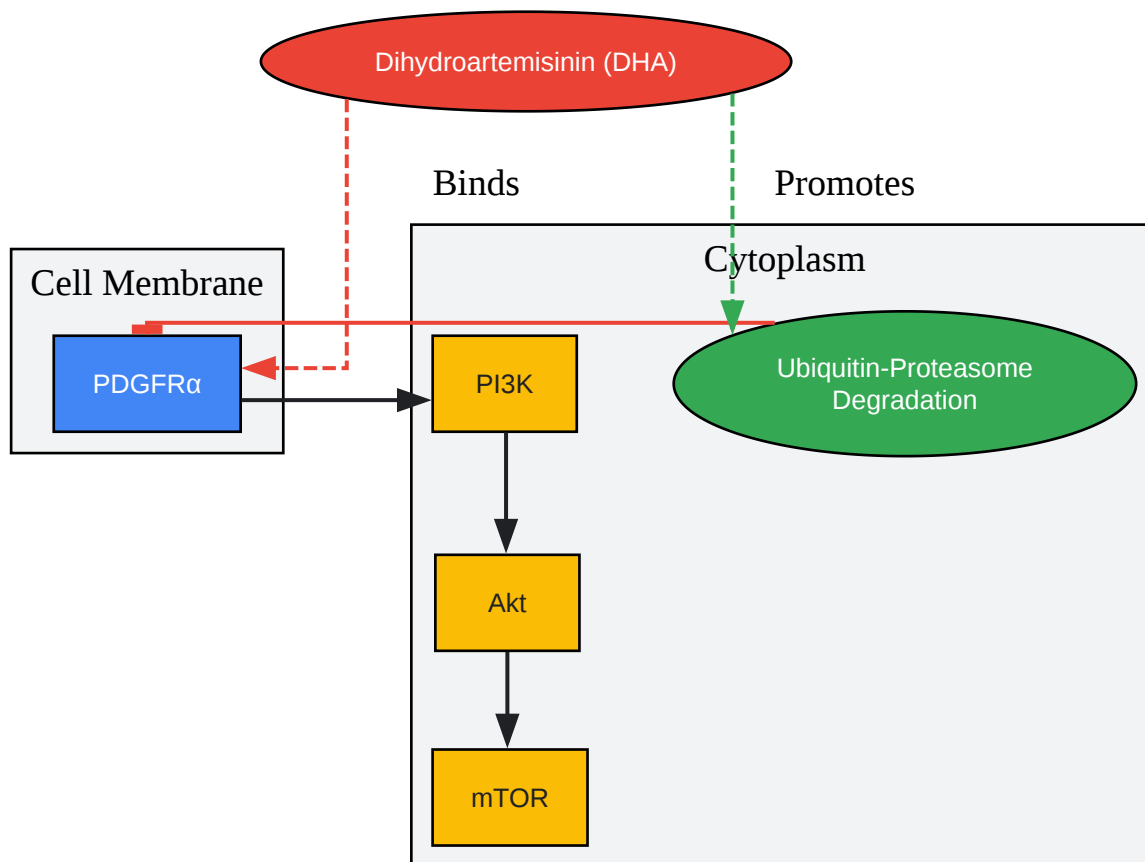 Dihydroartemisinin (DHA)
Binds
Promotes
Cytoplasm
Cell Membrane
PDGFRα
PI3K
Ubiquitin-Proteasome
Degradation
Akt
mTOR